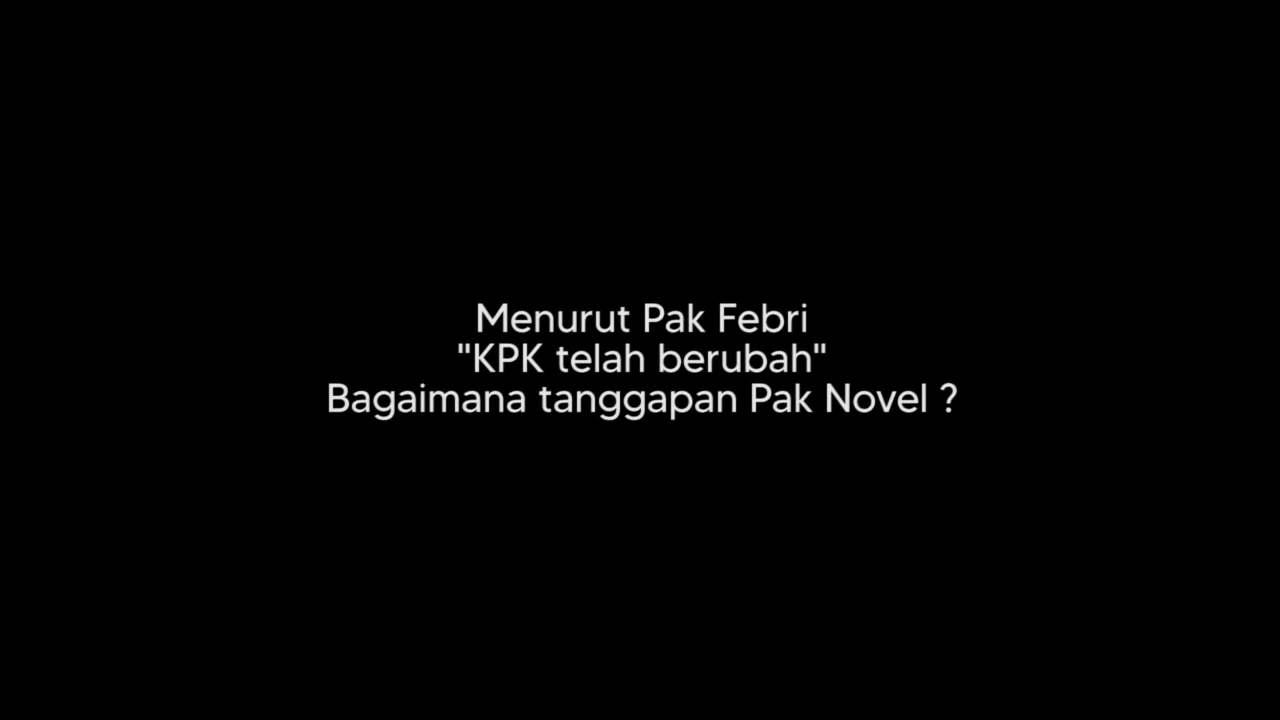 Menurut Pak Febri
"KPK telah berubah"
Bagaimana tanggapan Pak Novel ?